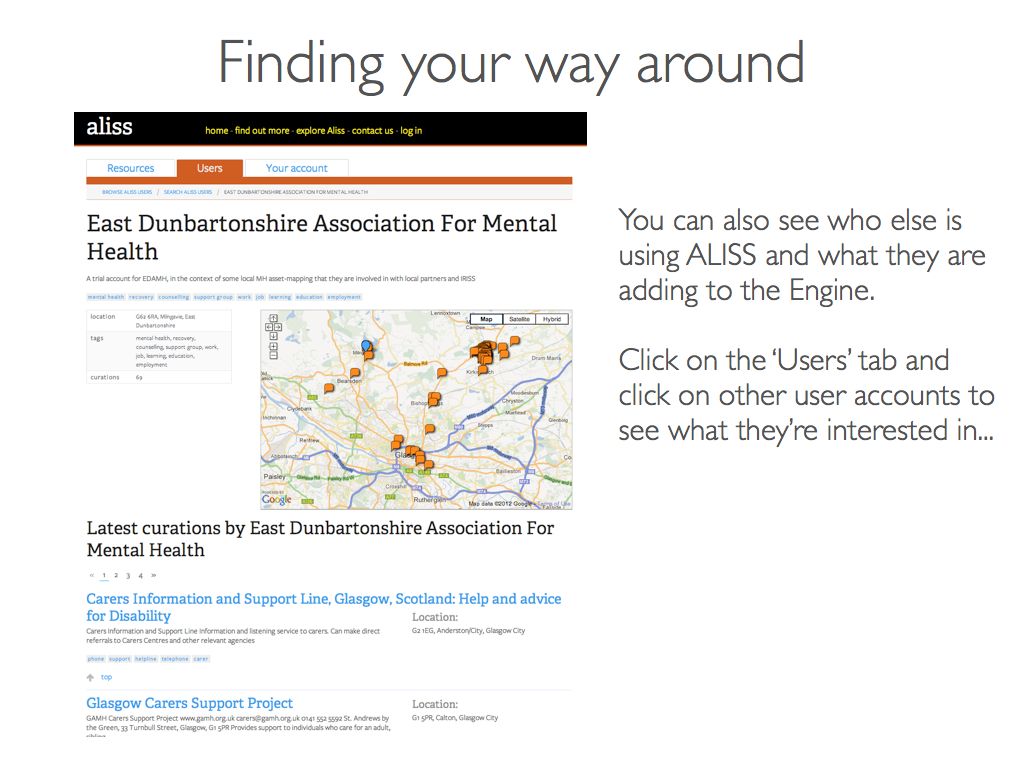 Finding your way around
aliss
home - find out more - explore Aliss - contact us - log in
Resources
Users
Your account
BROWSE ALISS USERS / SEARCH ALISS USERS / EAST DUNBARTONSHIRE ASSOCIATION FOR MENTAL HEALTH
East Dunbartonshire Association For Mental
Health
A trial account for EDAMH, in the context of some local MH asset-mapping that they are involved in with local partners and IRISS
mental health recovery counselling support group work job learning education employment
location
G62 6RA, Milngavie, East
Dunbartonshire
tags
mental health, recovery,
counselling, support group, work,
job, learning, education,
employment
curations
69
Map
Satellite
Hybrid
Lennoxtown
Campsie
Drum Mains
Bearsden
Balmore Rd
Clydebank
Mudiesburn
Chryston
Muirhead
Inchinnan
Steps
Glenboig
Renfrew
Paisley
Glasgow Rd
Paisley Rd W
Baillieston
Crosshill
Rutherglen
POWERED BY
Google
Map data ©2012 Google - Terms of Use
Latest curations by East Dunbartonshire Association For
Mental Health
« 1 2 3 4 »
Carers Information and Support Line, Glasgow, Scotland: Help and advice
for Disability
Carers Information and Support Line Information and listening service to carers. Can make direct
referrals to Carers Centres and other relevant agencies
Location:
G2 1EG, Anderston/City, Glasgow City
phone support helpline telephone carer
top
Glasgow Carers Support Project
GAMH Carers Support Project www.gamh.org.uk carers@gamh.org.uk 0141 552 5592 St. Andrews by
the Green, 33 Turnbull Street, Glasgow, G1 5PR Provides support to individuals who care for an adult,
Location:
G1 5PR, Calton, Glasgow City
You can also see who else is
using ALISS and what they are
adding to the Engine.
Click on the ‘Users’ tab and
click on other user accounts to
see what they’re interested in...